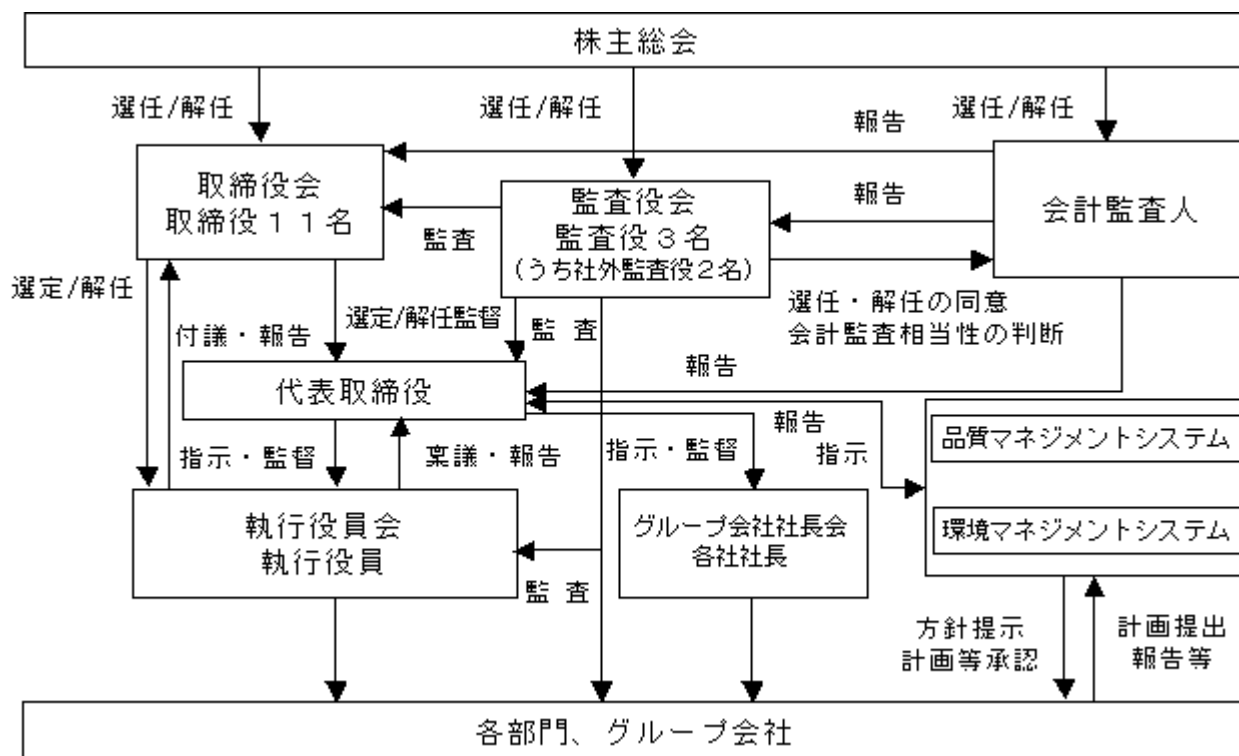 株主総会
選任/解任
選任/解任
選任/解任
報告
取締役会
取締役１１名
監査役会
監査役３名
(うち社外監査役２名)
報告
会計監査人
監査
選定/解任
付議・報告
選定/解任監督
監 査
選任・解任の同意
会計監査相当性の判断
報告
代表取締役
報告
指示
指示・監督
稟議・報告
指示・監督
品質マネジメントシステム
環境マネジメントシステム
執行役員会
執行役員
グループ会社社長会
各社社長
監 査
方針提示
計画等承認
計画提出
報告等
各部門、グループ会社